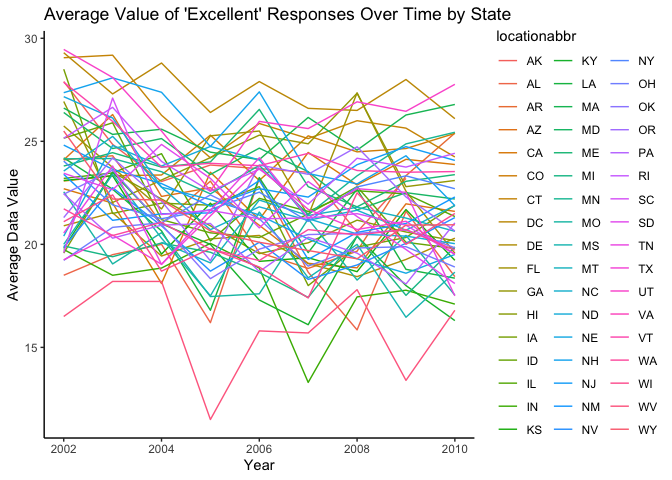 Average Value of 'Excellent' Responses Over Time by State
30
25
20
15
Average Data Value
2002 2004 2006 2008 2010
Year
locationabbr
AK KY NY
AL LA OH
AR MA OK
AZ MD OR
CA ME PA
CO MI RI
CT MN SC
DC MO SD
DE MS TN
FL MT TX
GA NC UT
HI ND VA
IA NE VT
ID NH WA
IL NJ WI
IN NM WV
KS NV WY